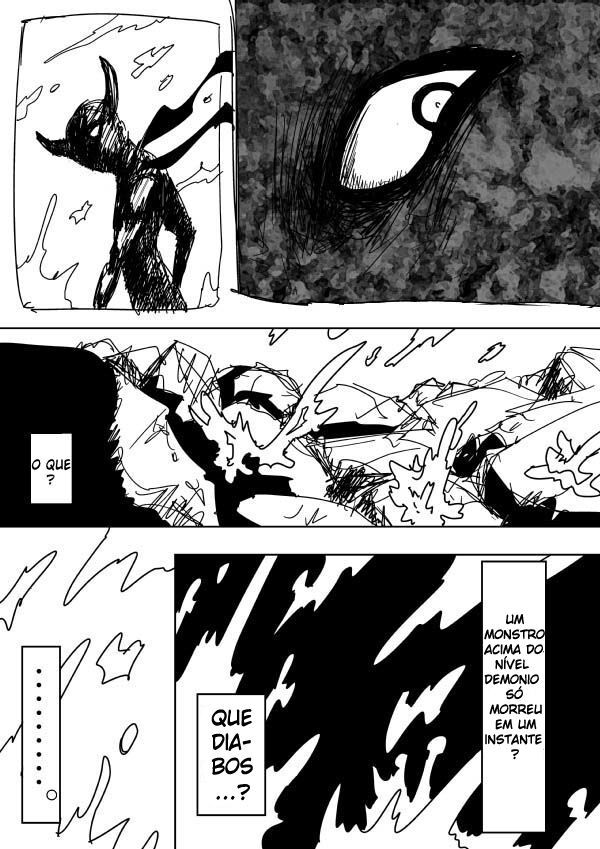 O QUE
?
UM
MONSTRO
ACIMA DO
NÍVEL
DEMONIO
SÓ
MORREU
EM UM
INSTANTE
?
QUE
DIA-
BOS
...?
.........。